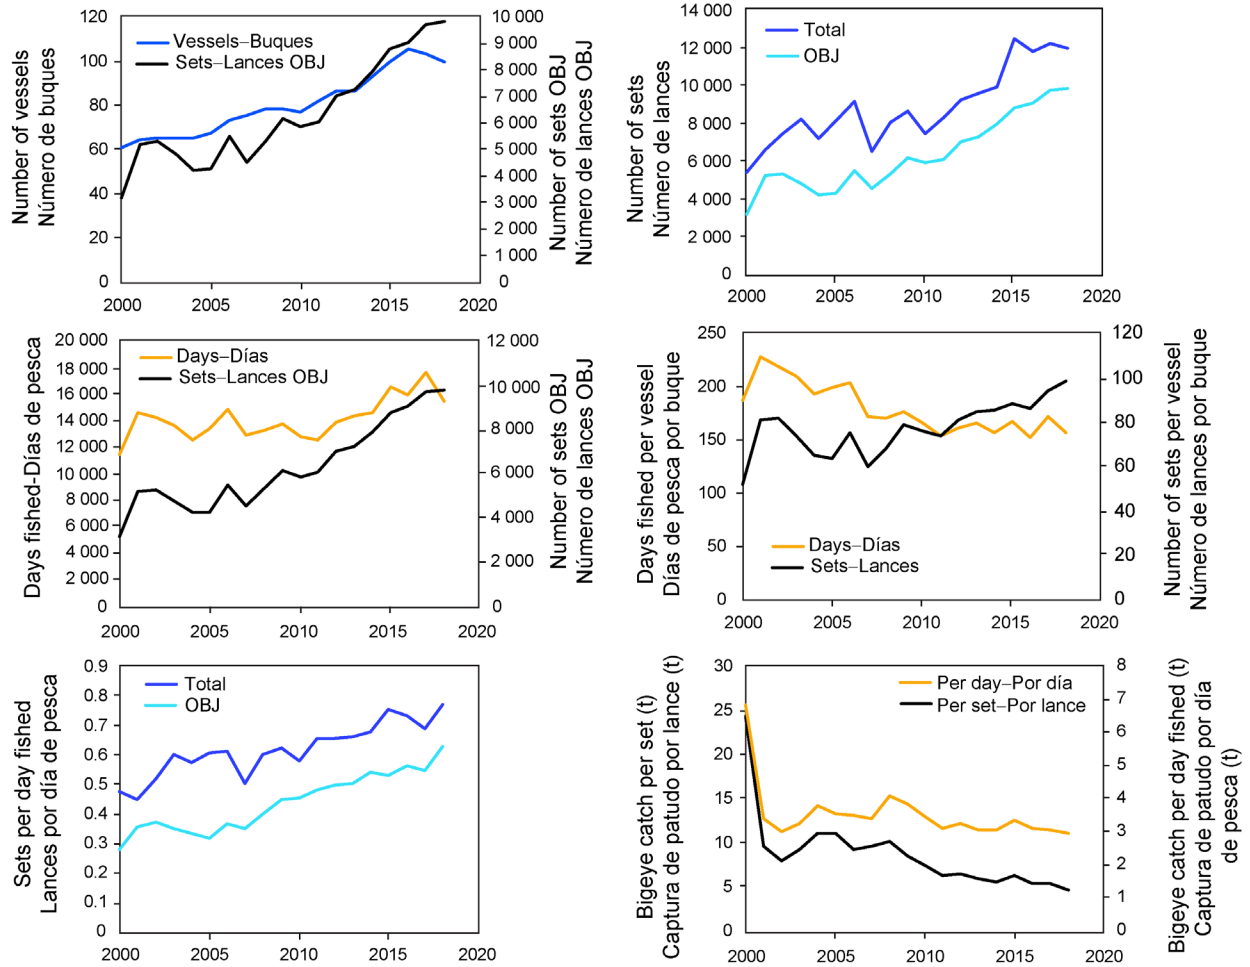 Number of vessels
Número de buques
120
100
80
60
40
20
0
Vessels–Buques
Sets–Lances OBJ
10 000
9 000
8 000
7 000
6 000
5 000
4 000
3 000
2 000
1 000
0
Number of sets OBJ
Número de lances OBJ
2000 2005 2010 2015 2020
Number of sets
Número de lances
14 000
12 000
10 000
8 000
6 000
4 000
2 000
0
Total
OBJ
2000 2005 2010 2015 2020
Days fished-Días de pesca
20 000
18 000
16 000
14 000
12 000
10 000
8 000
6 000
4 000
2 000
0
Days–Días
Sets–Lances OBJ
12 000
10 000
8 000
6 000
4 000
2 000
0
Number of sets OBJ
Número de lances OBJ
2000 2005 2010 2015 2020
Days fished per vessel
Días de pesca por buque
250
200
150
100
50
0
Days–Días
Sets–Lances
120
100
80
60
40
20
0
Number of sets per vessel
Número de lances por buque
2000 2005 2010 2015 2020
Sets per day fished
Lances por día de pesca
0.9
0.8
0.7
0.6
0.5
0.4
0.3
0.2
0.1
0
Total
OBJ
2000 2005 2010 2015 2020
Bigeye catch per set (t)
Captura de patudo por lance (t)
30
25
20
15
10
5
0
Per day–Por día
Per set–Por lance
8
7
6
5
4
3
2
1
0
Bigeye catch per day fished (t)
Captura de patudo por día
de pesca (t)
2000 2005 2010 2015 2020